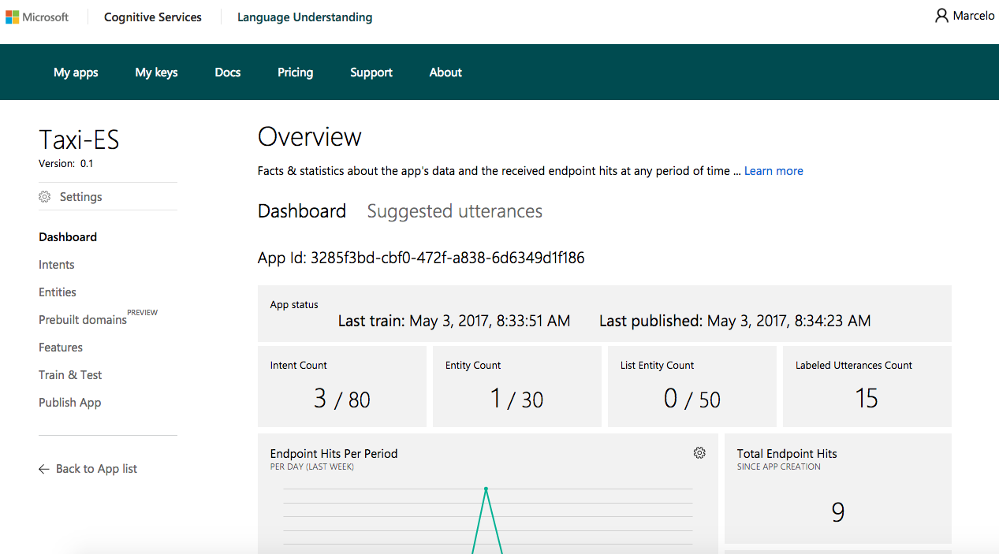 Microsoft Cognitive Services Language Understanding Marcelo
My apps My keys Docs Pricing Support About
Taxi-ES
Version: 0.1
Settings
Dashboard
Intents
Entities
Prebuilt domains PREVIEW
Features
Train & Test
Publish App
Back to App list
Overview
Facts & statistics about the app's data and the received endpoint hits at any period of time ... Learn more
Dashboard Suggested utterances
App Id: 3285f3bd-cbf0-472f-a838-6d6349d1f186
App status
Last train: May 3, 2017, 8:33:51 AM Last published: May 3, 2017, 8:34:23 AM
Intent Count
3 / 80
Entity Count
1 / 30
List Entity Count
0 / 50
Labeled Utterances Count
15
Endpoint Hits Per Period
PER DAY (LAST WEEK)
Total Endpoint Hits
SINCE APP CREATION
9